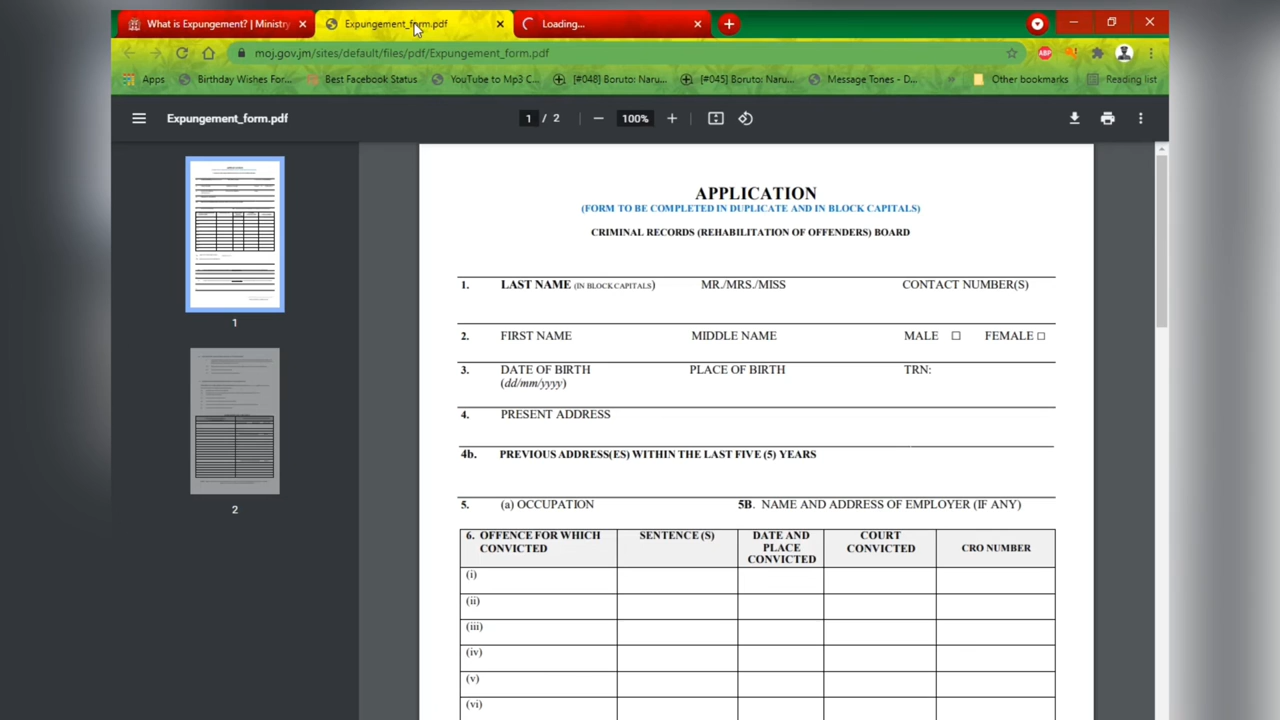 What is Expungement? | Ministry
Expungement_form.pdf
Loading...
moj.gov.jm/sites/default/files/pdf/Expungement_form.pdf
ABP
Apps
Birthday Wishes For...
Best Facebook Status
YouTube to Mp3 C...
[#048] Boruto: Naru...
[#045] Boruto: Naru...
Message Tones - D...
»
Other bookmarks
Reading list
Expungement_form.pdf
1 / 2
100%
APPLICATION
(FORM TO BE COMPLETED IN DUPLICATE AND IN BLOCK CAPITALS)
CRIMINAL RECORDS (REHABILITATION OF OFFENDERS) BOARD
1. LAST NAME (IN BLOCK CAPITALS) MR./MRS./MISS CONTACT NUMBER(S)
2. FIRST NAME MIDDLE NAME MALE ☐ FEMALE ☐
3. DATE OF BIRTH PLACE OF BIRTH TRN:
(dd/mm/yyyy)
4. PRESENT ADDRESS
4b. PREVIOUS ADDRESS(ES) WITHIN THE LAST FIVE (5) YEARS
5. (a) OCCUPATION 5B. NAME AND ADDRESS OF EMPLOYER (IF ANY)
6. OFFENCE FOR WHICH CONVICTED
SENTENCE (S)
DATE AND PLACE CONVICTED
COURT CONVICTED
CRO NUMBER
(i)
(ii)
(iii)
(iv)
(v)
(vi)
1
2